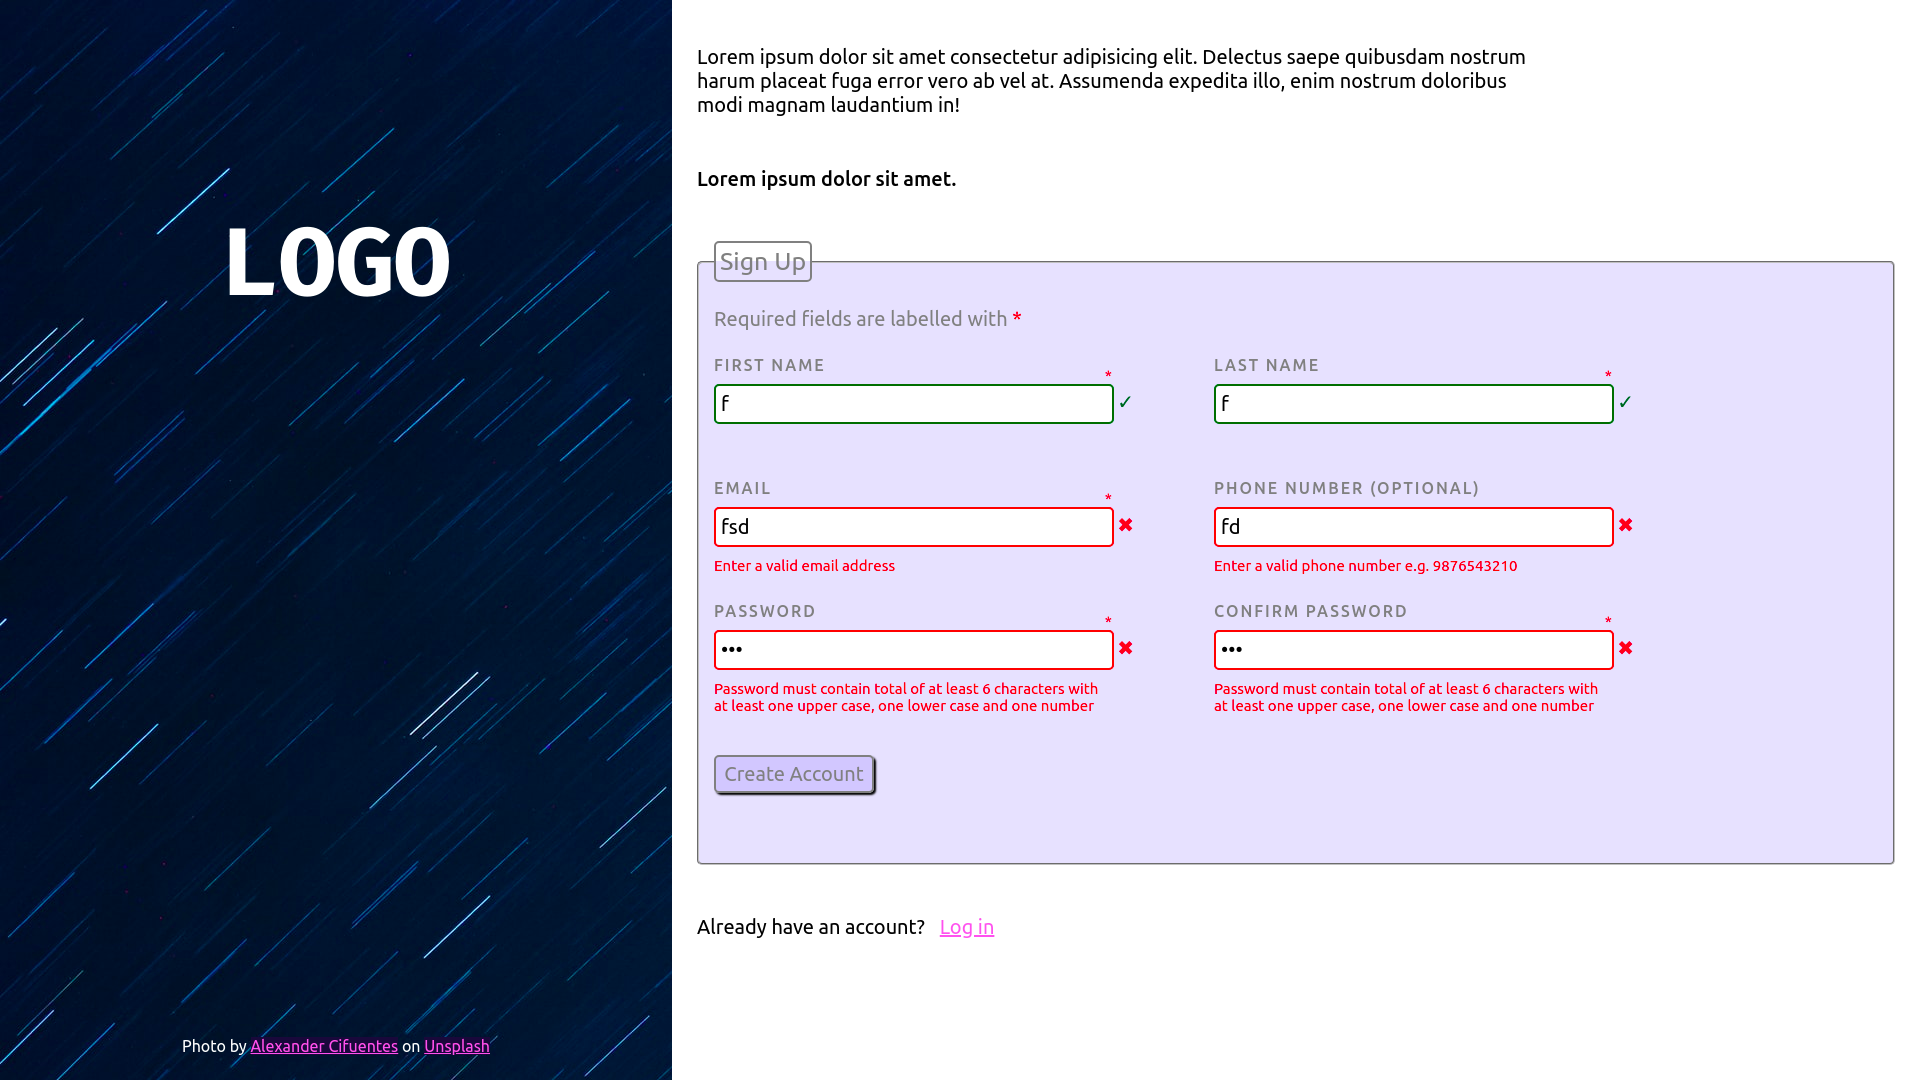 LOGO
Photo by Alexander Cifuentes on Unsplash
Lorem ipsum dolor sit amet consectetur adipisicing elit. Delectus saepe quibusdam nostrum
harum placeat fuga error vero ab vel at. Assumenda expedita illo, enim nostrum doloribus
modi magnam laudantium in!
Lorem ipsum dolor sit amet.
Sign Up
Required fields are labelled with *
FIRST NAME *
f ✓
LAST NAME *
f ✓
EMAIL *
fsd ✖
Enter a valid email address
PHONE NUMBER (OPTIONAL)
fd ✖
Enter a valid phone number e.g. 9876543210
PASSWORD *
••• ✖
Password must contain total of at least 6 characters with
at least one upper case, one lower case and one number
CONFIRM PASSWORD *
••• ✖
Password must contain total of at least 6 characters with
at least one upper case, one lower case and one number
Create Account
Already have an account? Log in